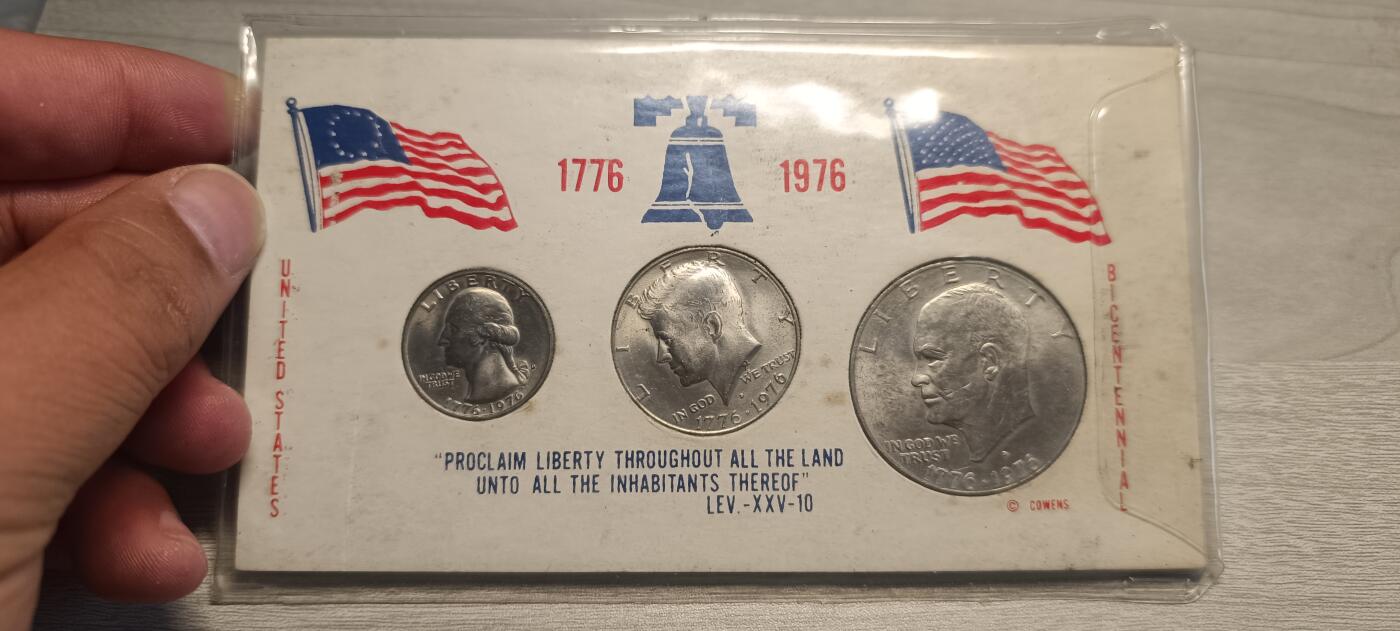 1776 1976
UNITED STATES
LIBERTY
IN GOD WE
TRUST
1776-1976
LIBERTY
IN GOD WE TRUST
1776-1976
LIBERTY
IN GOD WE
TRUST
1776-1976
BICENTENNIAL
"PROCLAIM LIBERTY THROUGHOUT ALL THE LAND
UNTO ALL THE INHABITANTS THEREOF"
LEV.-XXV-10
© COWENS